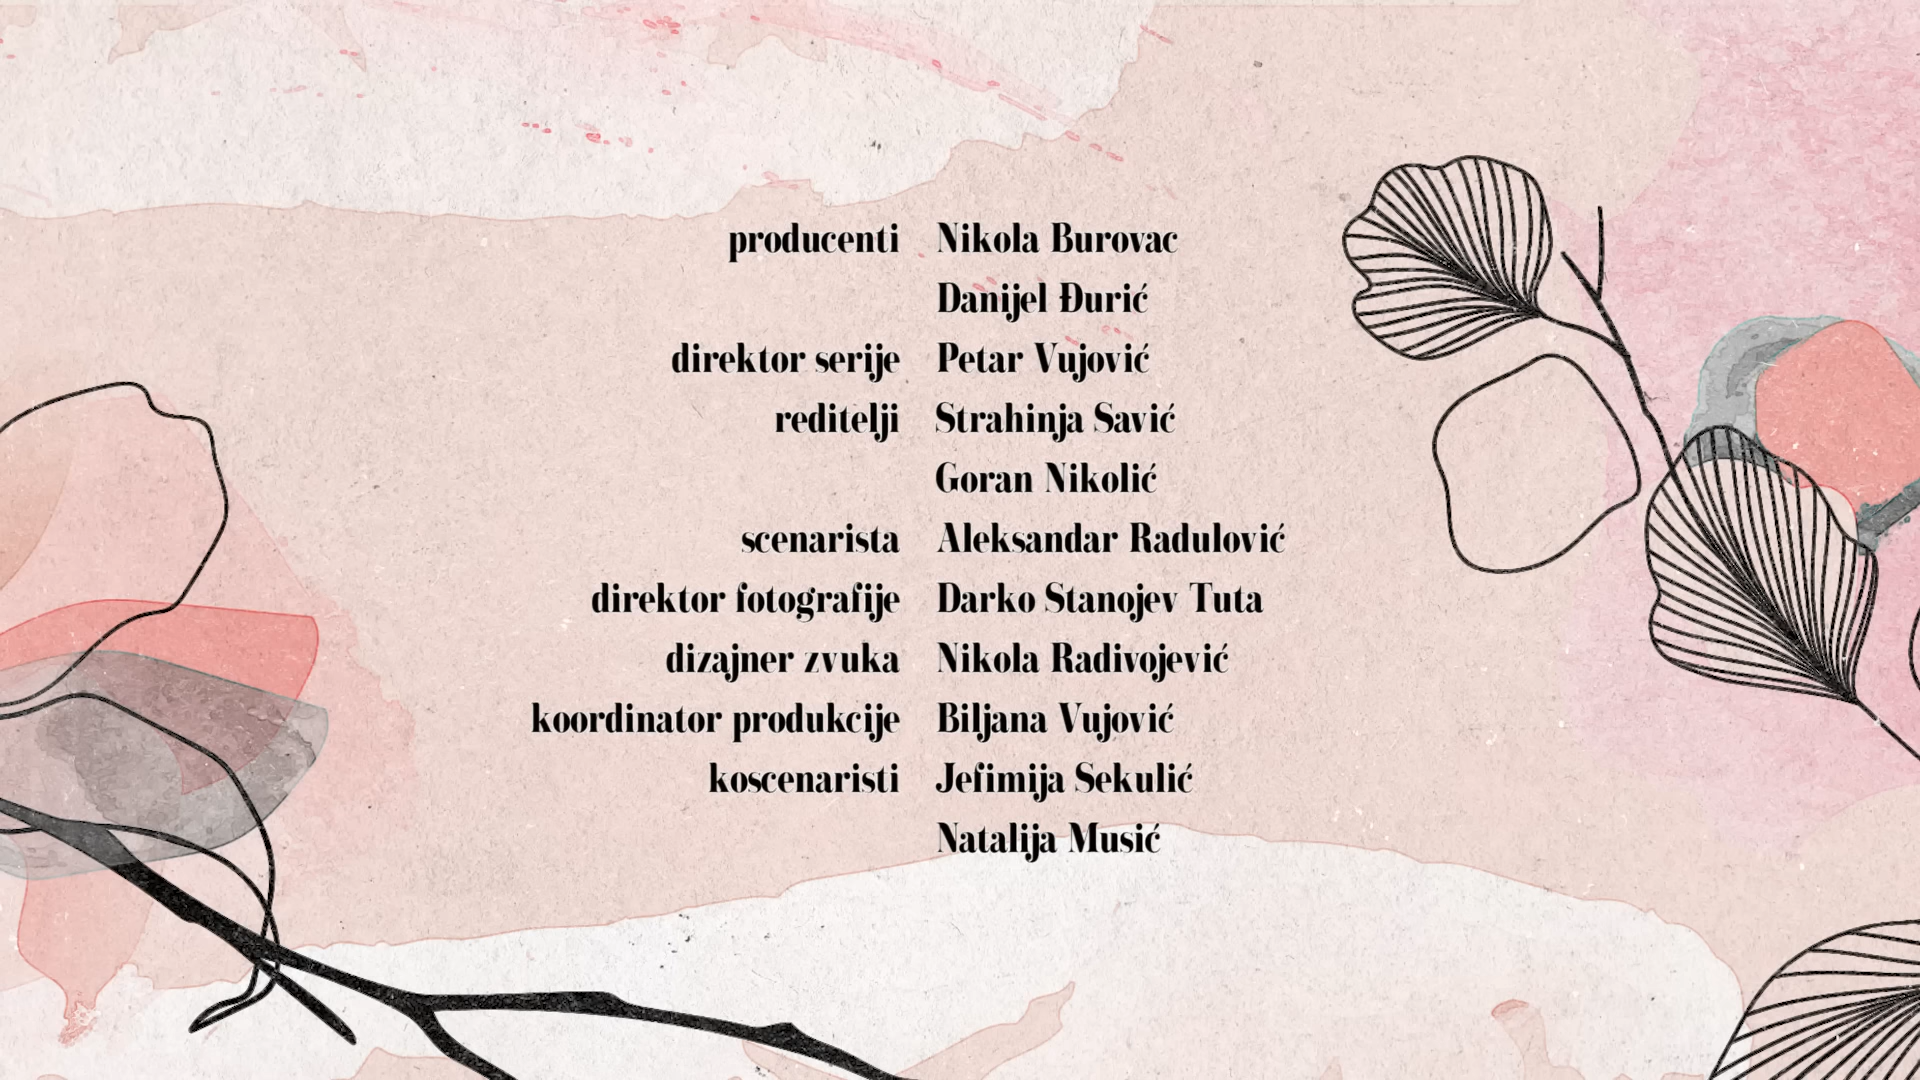 producenti Nikola Burovac
Danijel Đurić
direktor serije Petar Vujović
reditelji Strahinja Savić
Goran Nikolić
scenarista Aleksandar Radulović
direktor fotografije Darko Stanojev Tuta
dizajner zvuka Nikola Radivojević
koordinator produkcije Biljana Vujović
koscenaristi Jefimija Sekulić
Natalija Musić